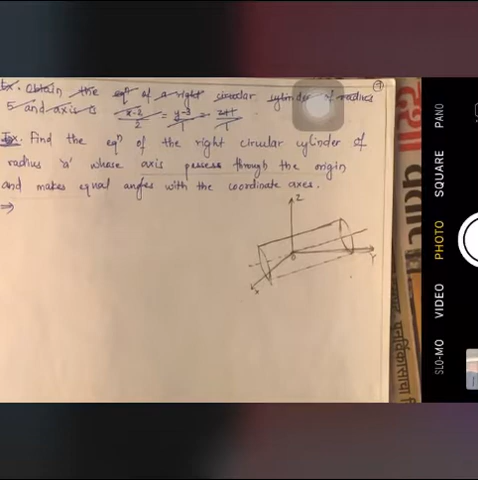 Ex. Obtain the eqⁿ of a right circular cylinder of radius
5 and axis is x-2/2 = y-3/1 = z+1/1
Ex. Find the eqⁿ of the right circular cylinder of
radius 'a' whose axis passess through the origin
and makes equal angles with the coordinate axes.
⇒
Z
O
Y
X
PANO
SQUARE
PHOTO
VIDEO
SLO-MO